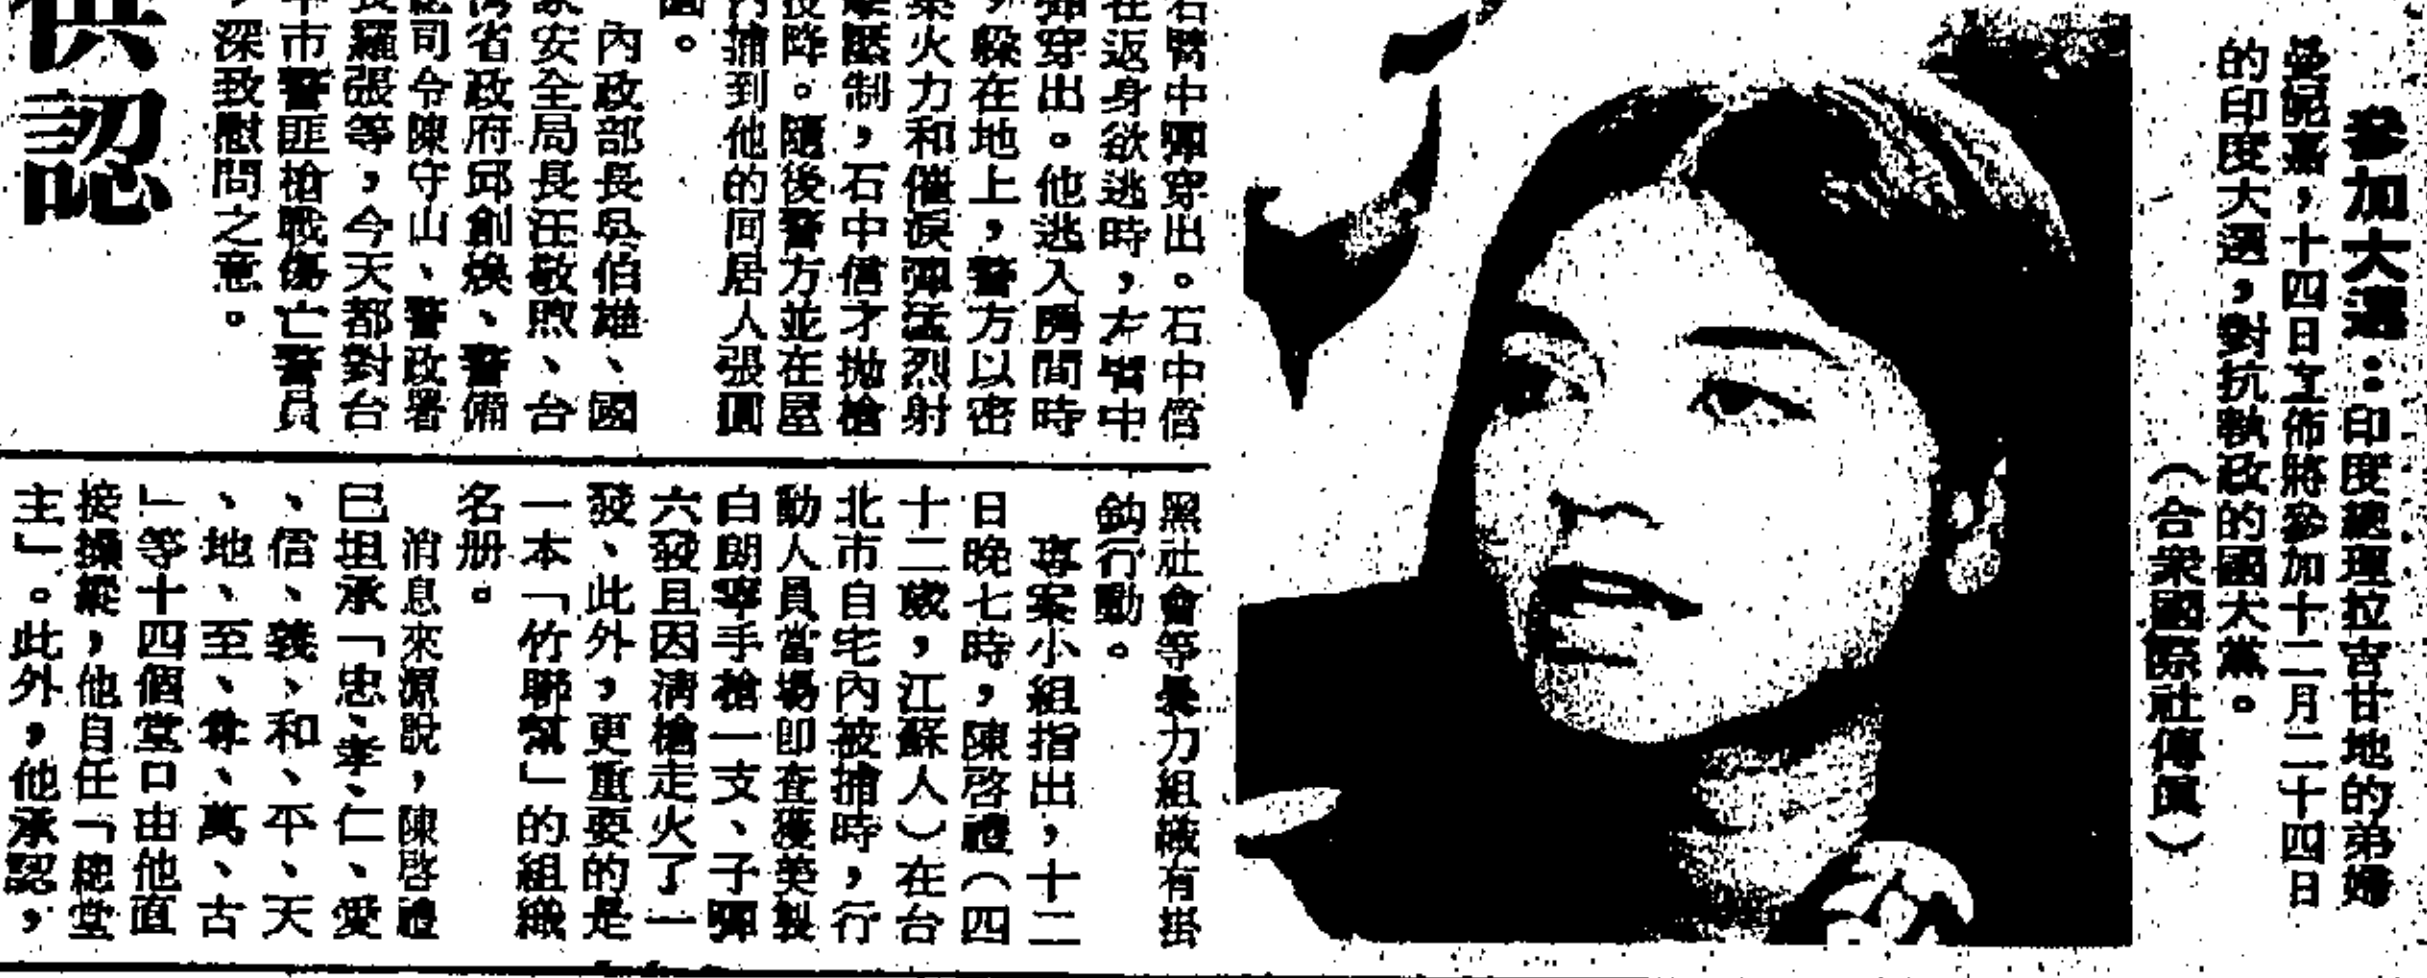 參加大選：印度總理拉吉甘地的弟婦
曼妮嘉，十四日宣佈將參加十二月二十四日
的印度大選，對抗執政的國大黨。
（合衆國際社傳眞）
右臂中彈穿出。石中信
在返身欲逃時，左臂中
彈穿出。他逃入房間時
，躲在地上，警方以密
集火力和催淚彈猛烈射
擊壓制，石中信才拋槍
投降。隨後警方並在屋
內捕到他的同居人張圓
圓。
內政部長吳伯雄、國
家安全局長汪敬煦、台
灣省政府邱創煥、警備
總司令陳守山、警政署
長羅張等，今天都對台
中市警匪槍戰傷亡警員
，深致慰問之意。
供認
黑社會等暴力組織有掛
鈎行動。
專案小組指出，十二
日晚七時，陳啓禮（四
十二歲，江蘇人）在台
北市自宅內被捕時，行
動人員當場即查獲美製
白朗寧手槍一支、子彈
六發且因清槍走火了一
發、此外，更重要的是
一本「竹聯幫」的組織
名册。
消息來源說，陳啓禮
已坦承「忠、孝、仁、愛
、信、義、和、平、天
、地、至、尊、萬、古
」等十四個堂口由他直
接操縱，他自任「總堂
主」。此外，他承認，